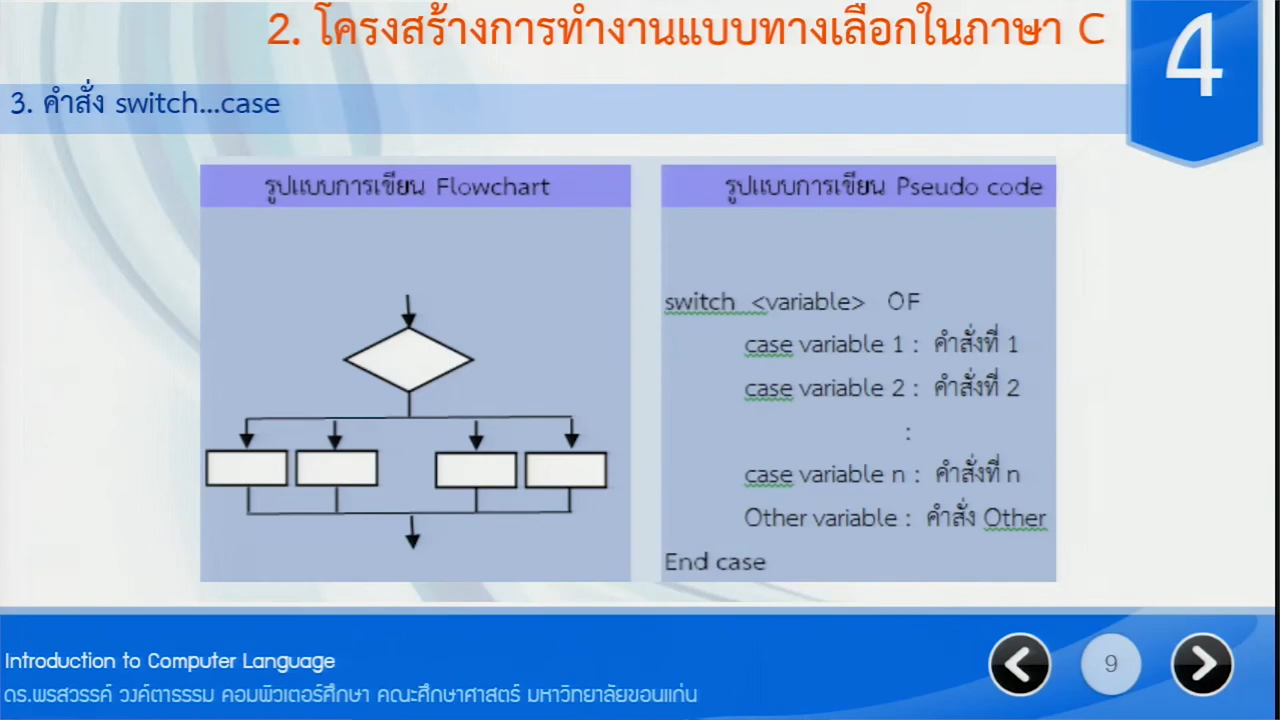 2. โครงสร้างการทำงานแบบทางเลือกในภาษา C
4
3. คำสั่ง switch...case
รูปแบบการเขียน Flowchart
รูปแบบการเขียน Pseudo code
switch <variable> OF
case variable 1 : คำสั่งที่ 1
case variable 2 : คำสั่งที่ 2
:
case variable n : คำสั่งที่ n
Other variable : คำสั่ง Other
End case
Introduction to Computer Language
9
ดร.พรสวรรค์ วงค์ตาธรรม คอมพิวเตอร์ศึกษา คณะศึกษาศาสตร์ มหาวิทยาลัยขอนแก่น